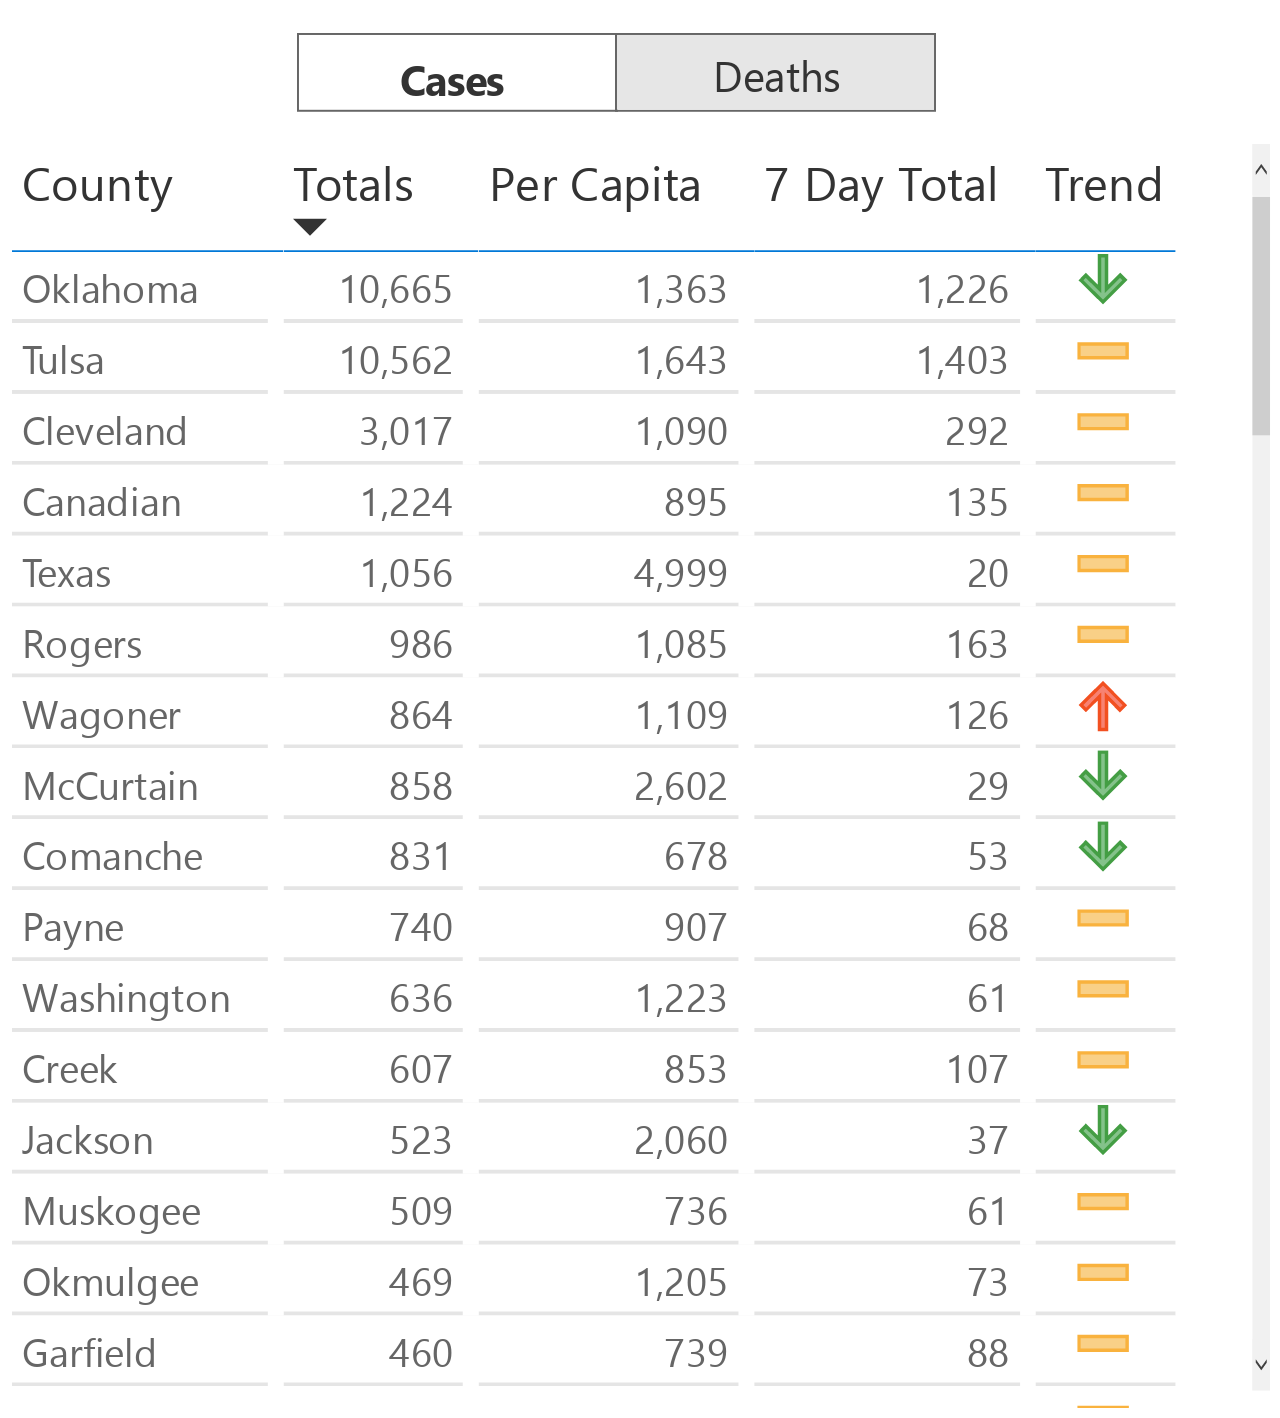 Cases Deaths
County Totals Per Capita 7 Day Total Trend
Oklahoma 10,665 1,363 1,226
Tulsa 10,562 1,643 1,403
Cleveland 3,017 1,090 292
Canadian 1,224 895 135
Texas 1,056 4,999 20
Rogers 986 1,085 163
Wagoner 864 1,109 126
McCurtain 858 2,602 29
Comanche 831 678 53
Payne 740 907 68
Washington 636 1,223 61
Creek 607 853 107
Jackson 523 2,060 37
Muskogee 509 736 61
Okmulgee 469 1,205 73
Garfield 460 739 88